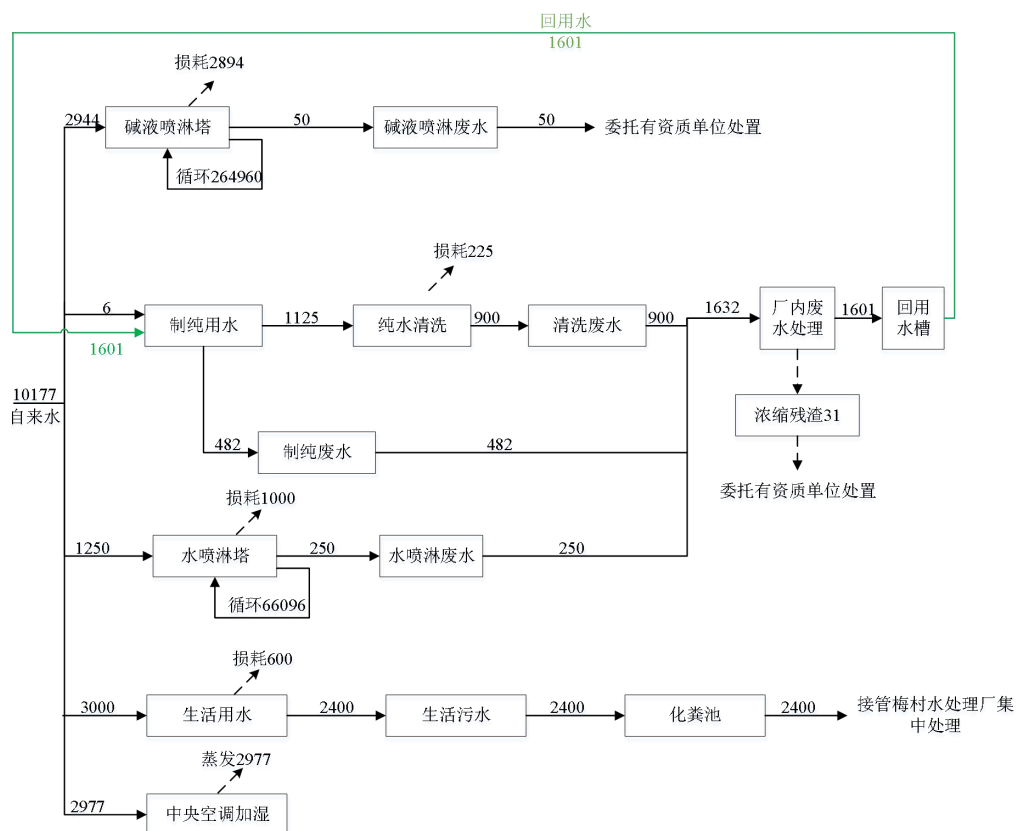 回用水
1601
损耗2894
2944
碱液喷淋塔
50
碱液喷淋废水
50
委托有资质单位处置
循环264960
损耗225
6
制纯用水
1125
纯水清洗
900
清洗废水
900
1632
厂内废
水处理
1601
回用
水槽
1601
10177
自来水
浓缩残渣31
482
制纯废水
482
委托有资质单位处置
损耗1000
1250
水喷淋塔
250
水喷淋废水
250
循环66096
损耗600
3000
生活用水
2400
生活污水
2400
化粪池
2400
接管梅村水处理厂集
中处理
蒸发2977
2977
中央空调加湿